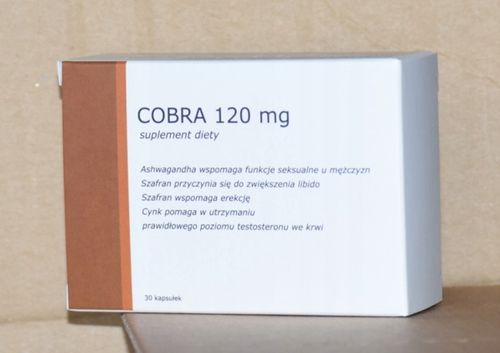 COBRA 120 mg
suplement diety
Ashwagandha wspomaga funkcje seksualne u mężczyzn
Szafran przyczynia się do zwiększenia libido
Szafran wspomaga erekcję
Cynk pomaga w utrzymaniu
prawidłowego poziomu testosteronu we krwi
30 kapsułek